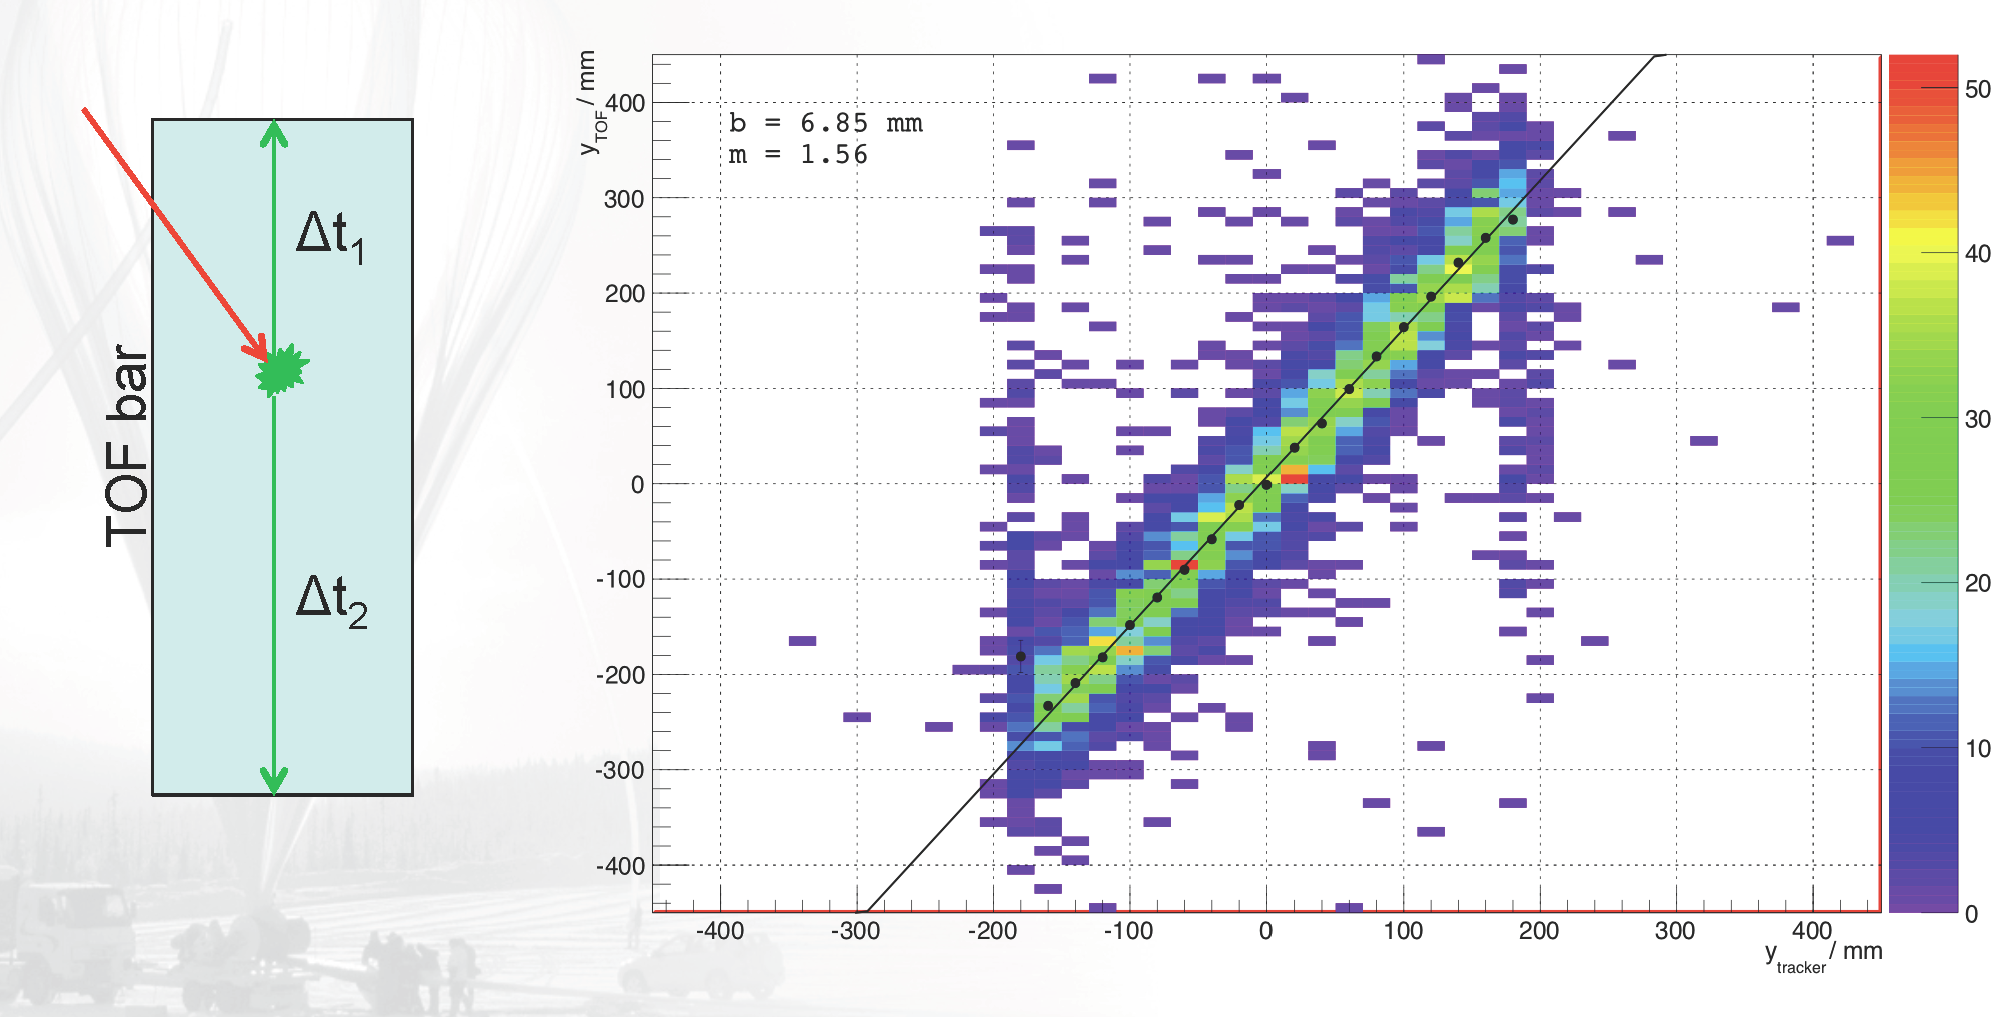 TOF bar
Δt1
Δt2
yTOF / mm
b = 6.85 mm
m = 1.56
400
300
200
100
0
-100
-200
-300
-400
-400 -300 -200 -100 0 100 200 300 400
ytracker / mm
50
40
30
20
10
0